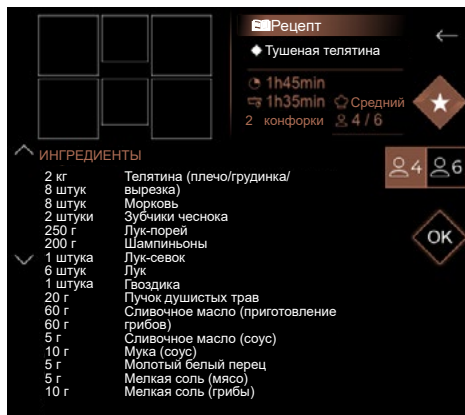 Рецепт
Тушеная телятина
1h45min
1h35min Средний
2 конфорки 4 / 6
ИНГРЕДИЕНТЫ
4 6
2 кг Телятина (плечо/грудинка/
8 штук вырезка)
8 штук Морковь
2 штуки Зубчики чеснока
250 г Лук-порей
200 г Шампиньоны
1 штука Лук-севок
6 штук Лук
1 штука Гвоздика
20 г Пучок душистых трав
60 г Сливочное масло (приготовление
60 г грибов)
5 г Сливочное масло (соус)
10 г Мука (соус)
5 г Молотый белый перец
5 г Мелкая соль (мясо)
10 г Мелкая соль (грибы)
OK